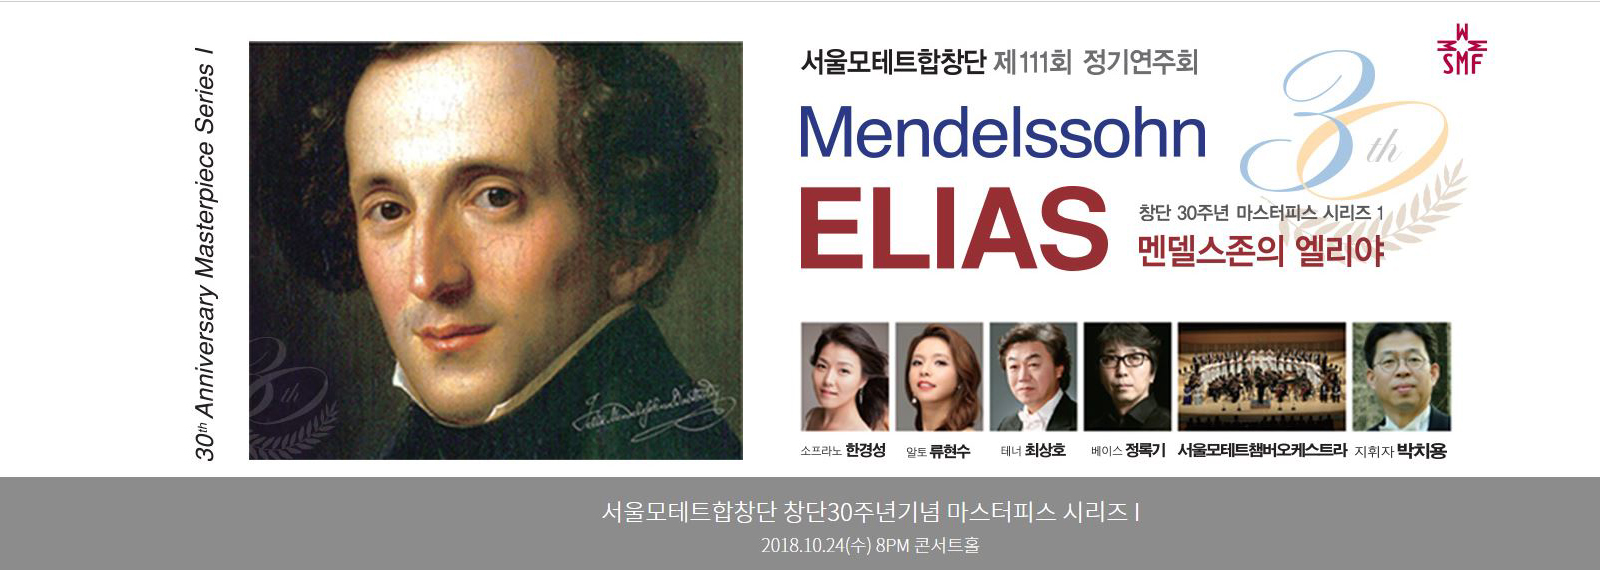 30th Anniversary Masterpiece Series I
서울모테트합창단 제111회 정기연주회
Mendelssohn
ELIAS
30th
창단 30주년 마스터피스 시리즈 1
멘델스존의 엘리야
SMF
소프라노 한경성
알토 류현수
테너 최상호
베이스 정록기
서울모테트챔버오케스트라
지휘자 박치용
서울모테트합창단 창단30주년기념 마스터피스 시리즈 I
2018.10.24(수) 8PM 콘서트홀